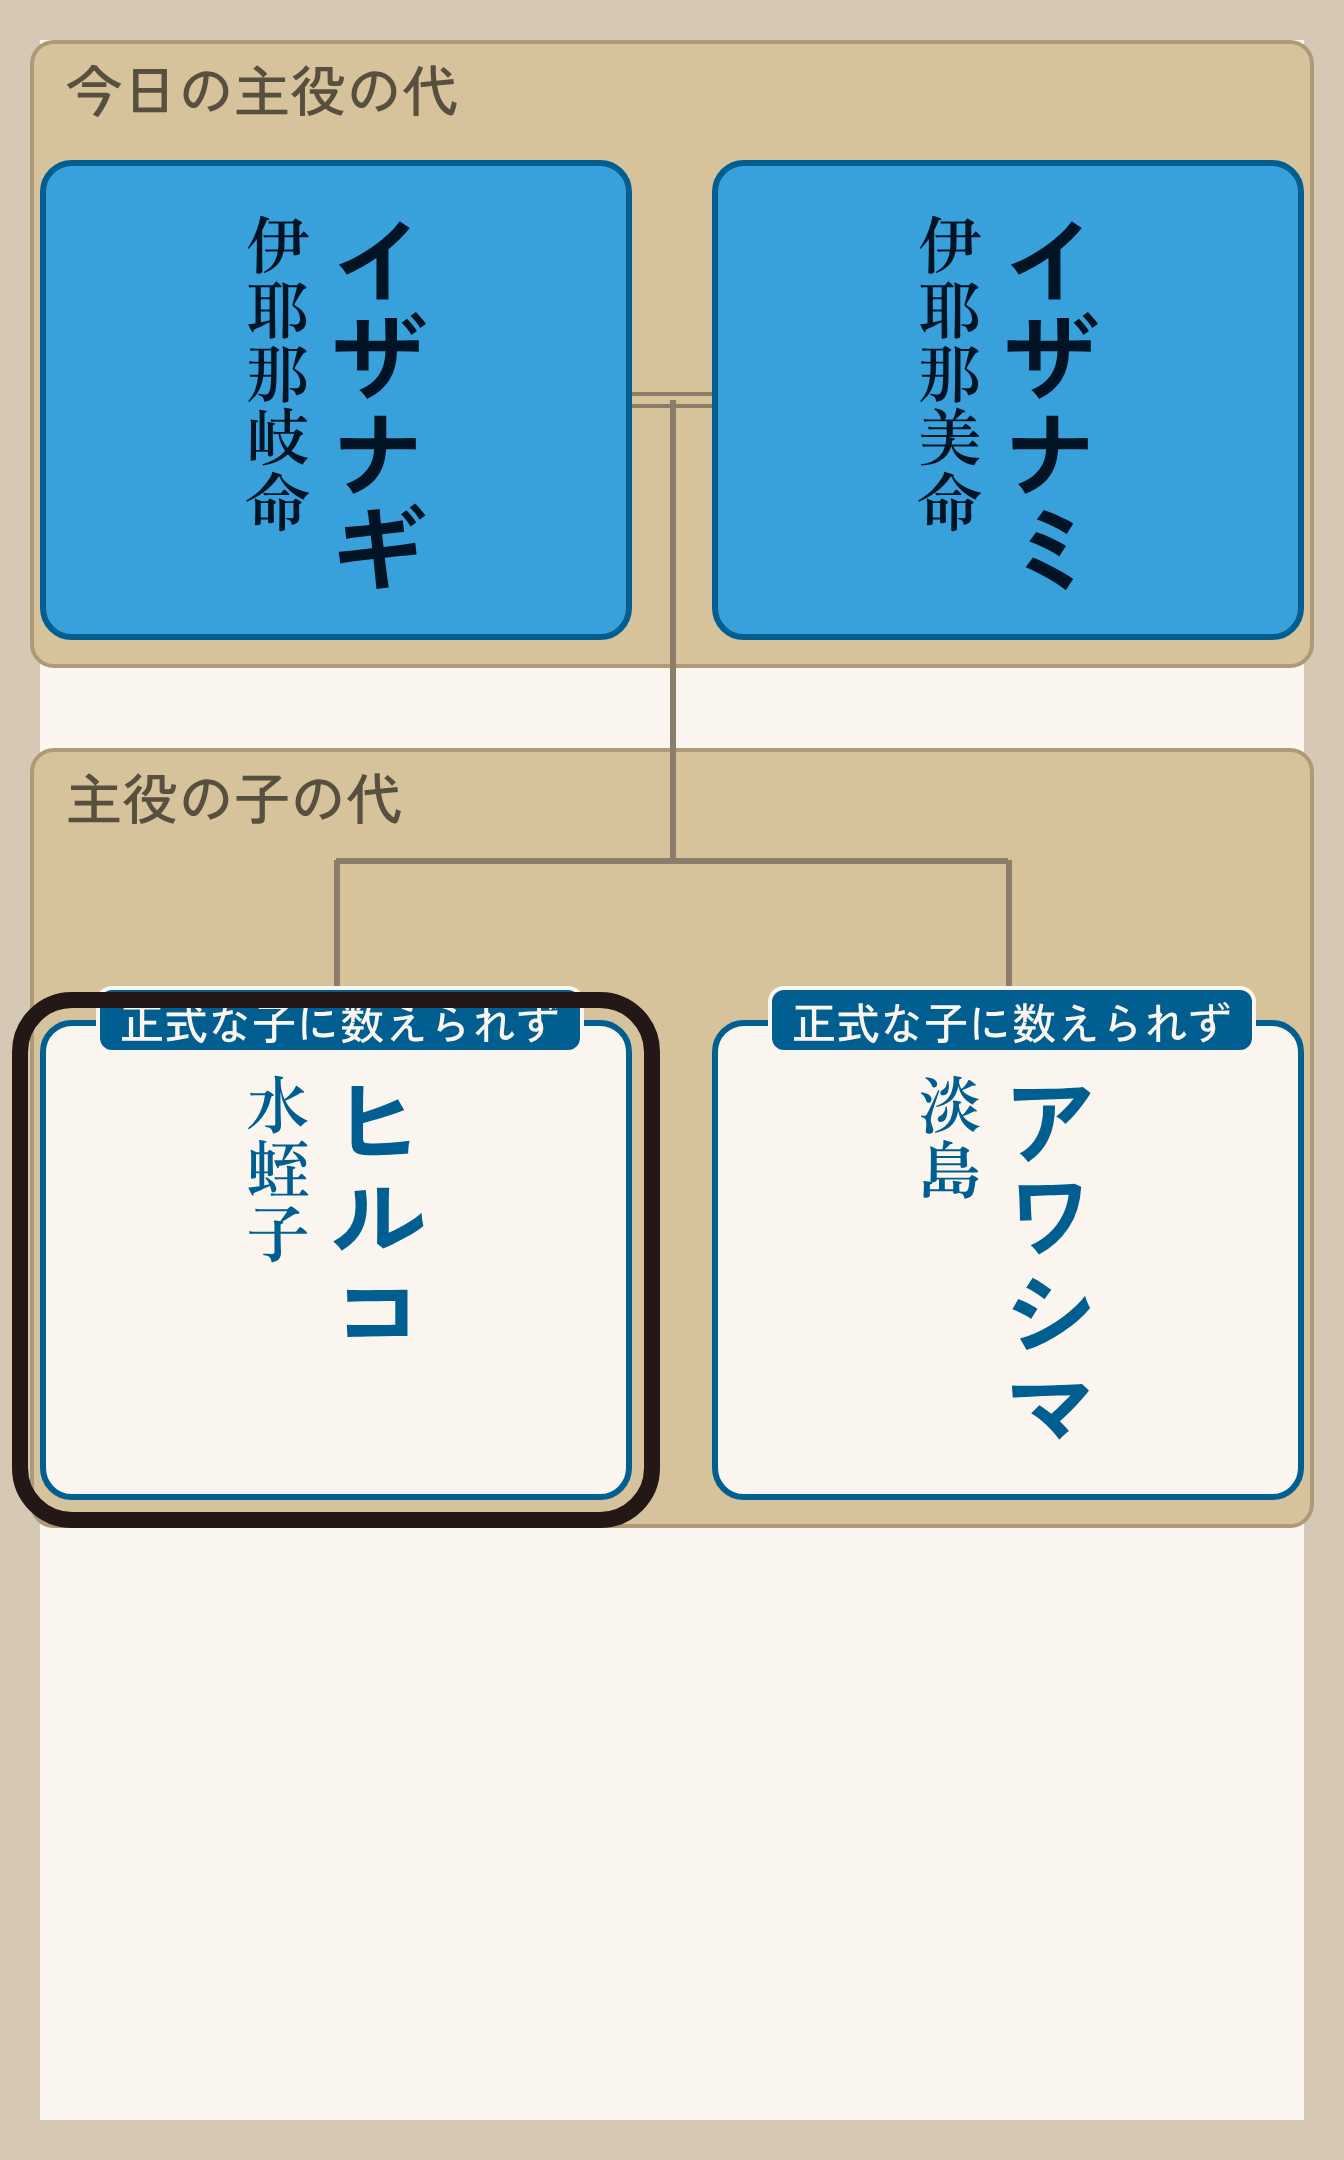 今日の主役の代
イザナギ
伊耶那岐命
イザナミ
伊耶那美命
主役の子の代
正式な子に数えられず
ヒルコ
水蛭子
正式な子に数えられず
アワシマ
淡島